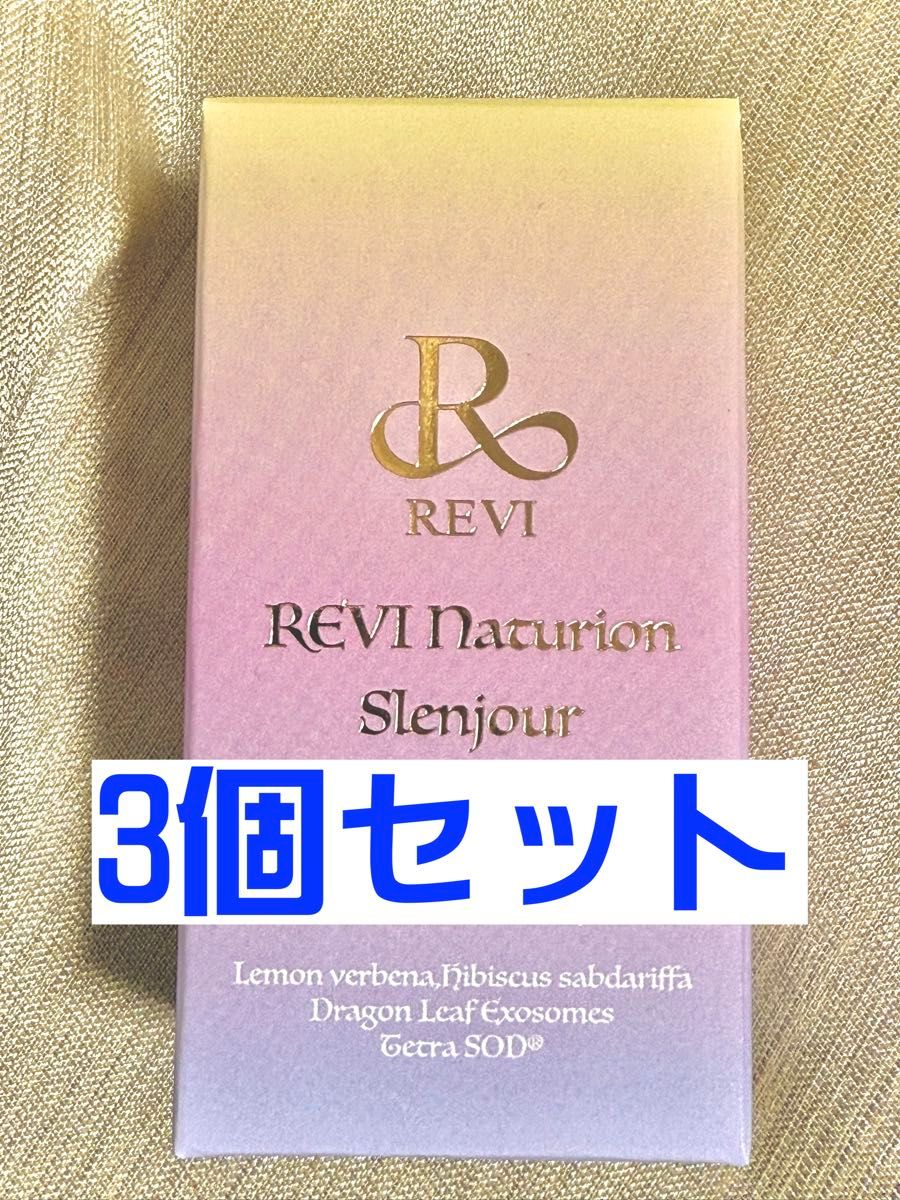 R
REVI
REVI Naturion
Slenjour
3個セット
Lemon verbena,Hibiscus sabdariffa
Dragon Leaf Exosomes
Tetra SOD®